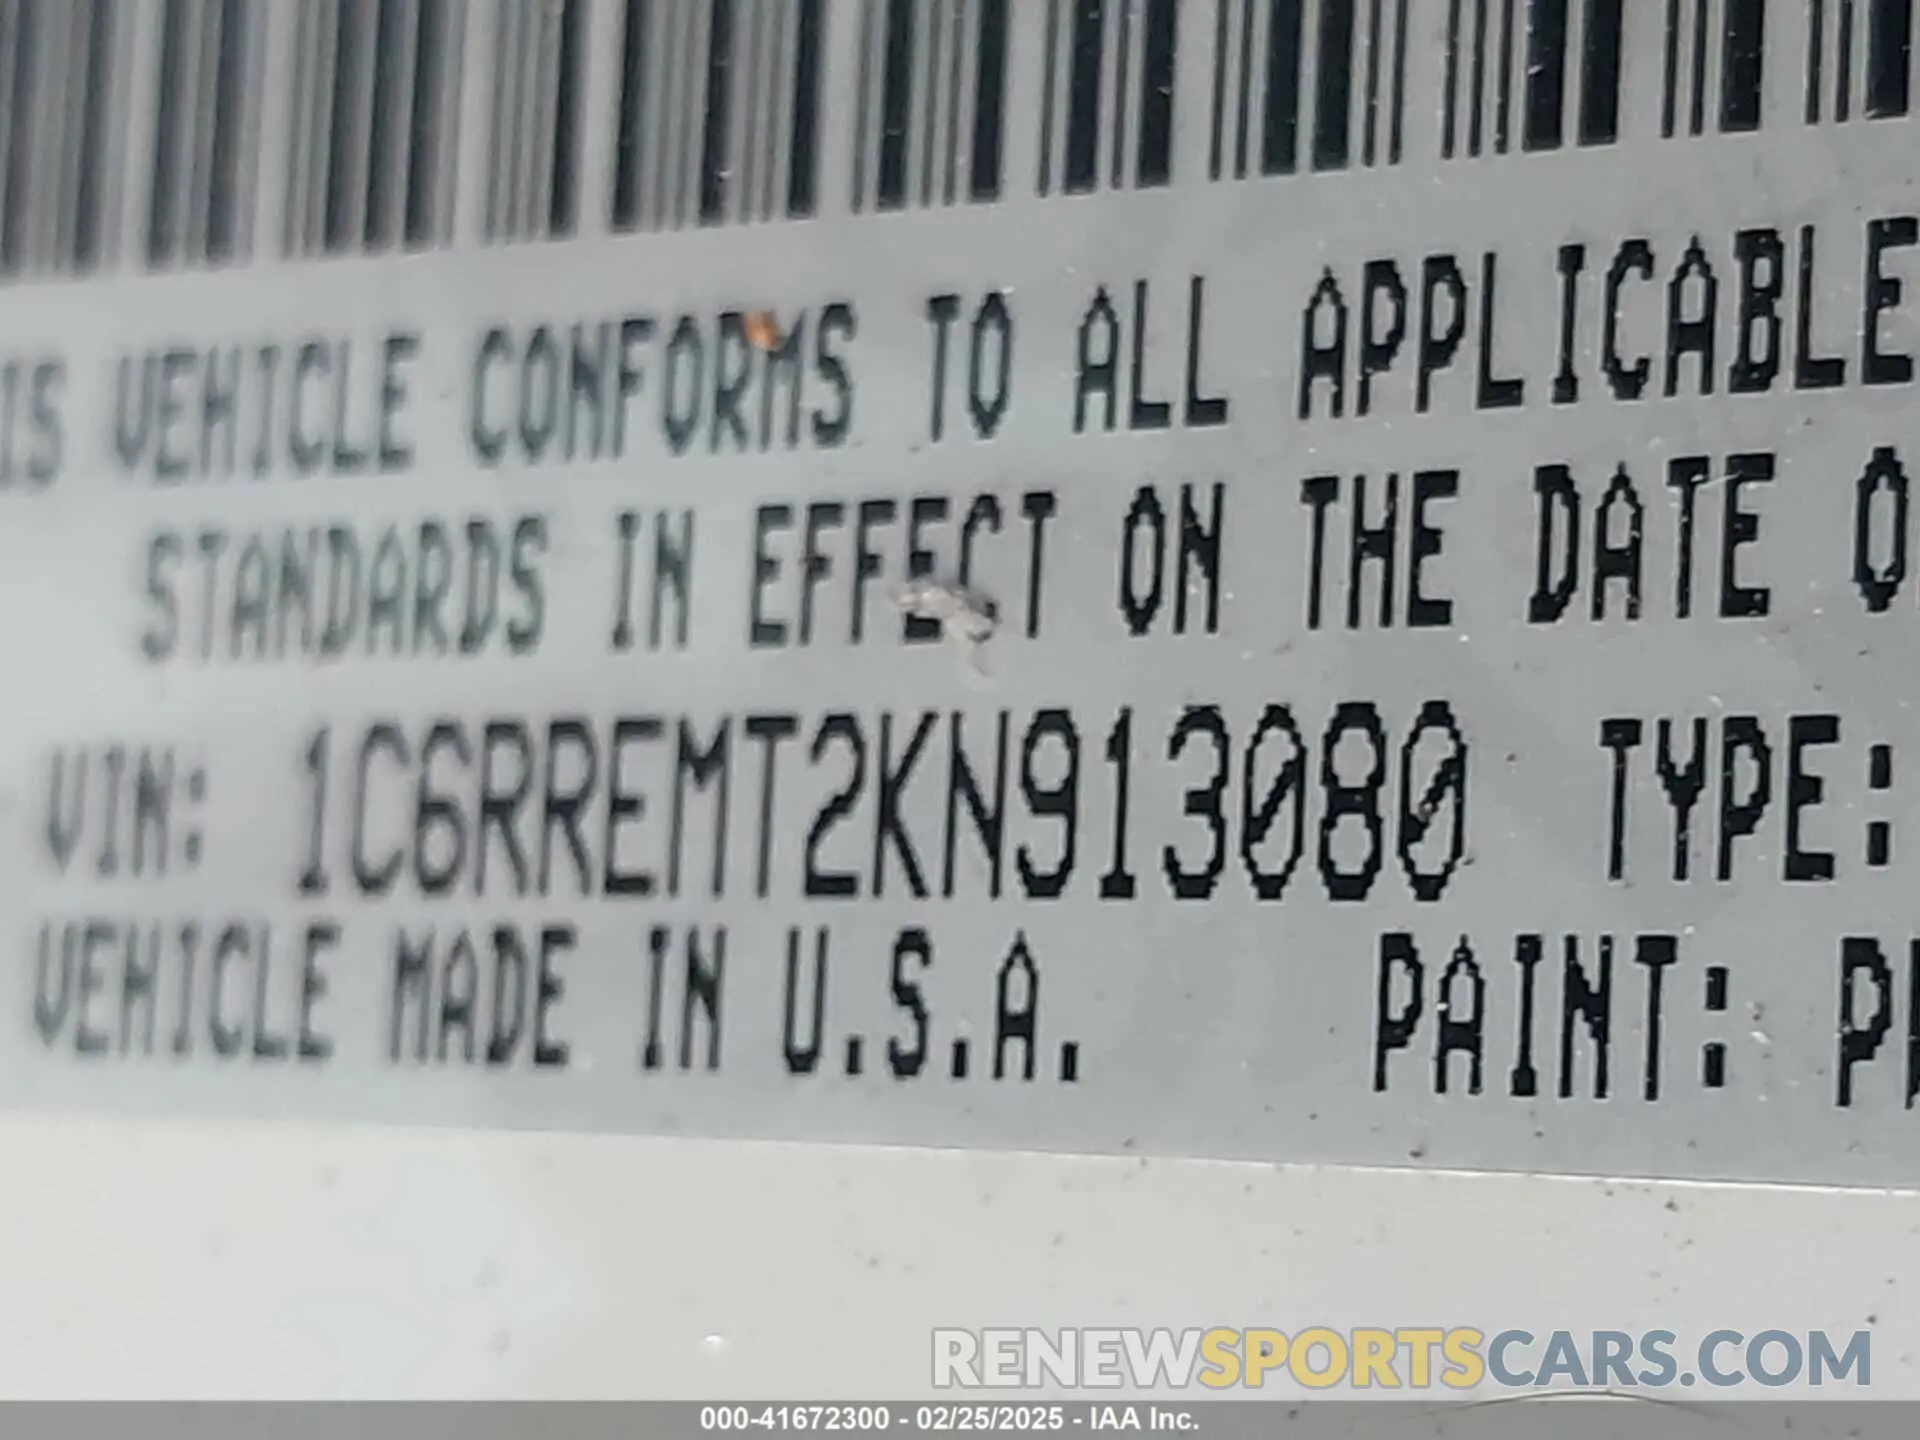 IS VEHICLE CONFORMS TO ALL APPLICABLE
STANDARDS IN EFFECT ON THE DATE O
VIN: 1C6RREMT2KN913080 TYPE:
VEHICLE MADE IN U.S.A. PAINT: P
RENEWSPORTSCARS.COM
000-41672300 - 02/25/2025 - IAA Inc.